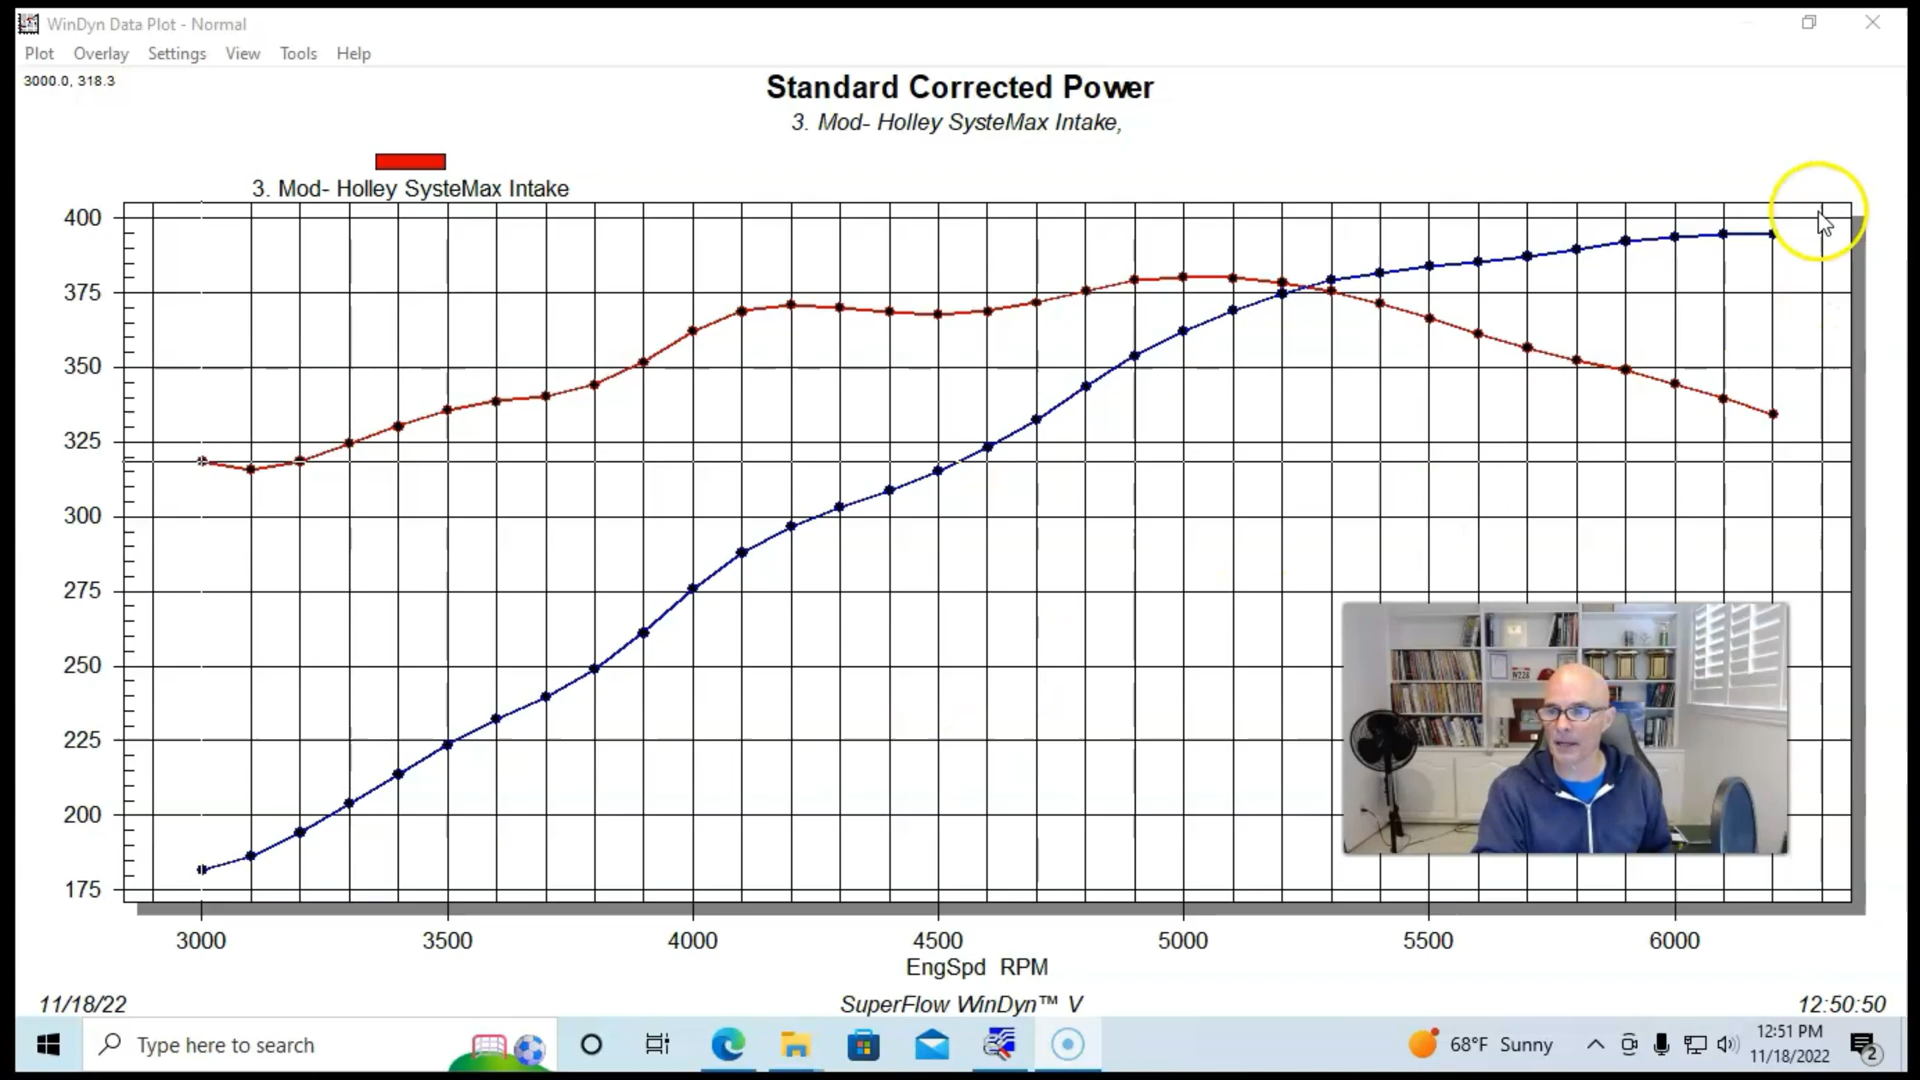 WinDyn Data Plot - Normal
Plot Overlay Settings View Tools Help
3000.0, 318.3
Standard Corrected Power
3. Mod- Holley SysteMax Intake,
3. Mod- Holley SysteMax Intake
400
375
350
325
300
275
250
225
200
175
3000 3500 4000 4500 5000 5500 6000
EngSpd RPM
11/18/22 SuperFlow WinDyn™ V 12:50:50
Type here to search
68°F Sunny
12:51 PM
11/18/2022
2